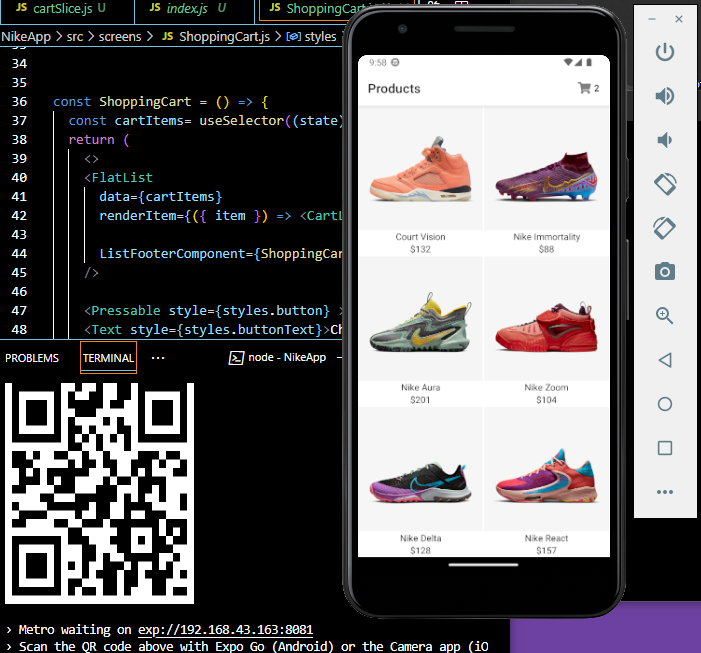 JS cartSlice.js U
JS index.js U
JS ShoppingCart.js
NikeApp > src > screens > JS ShoppingCart.js > styles
34
35
36 const ShoppingCart = () => {
37 const cartItems= useSelector((state)
38 return (
39 <>
40 <FlatList
41 data={cartItems}
42 renderItem={({ item }) => <CartL
43
44 ListFooterComponent={ShoppingCar
45 />
46
47 <Pressable style={styles.button} >
48 <Text style={styles.buttonText}>Ch
PROBLEMS
TERMINAL
...
node - NikeApp
› Metro waiting on exp://192.168.43.163:8081
› Scan the QR code above with Expo Go (Android) or the Camera app (iO
9:58
Products
2
Court Vision
$132
Nike Immortality
$88
Nike Aura
$201
Nike Zoom
$104
Nike Delta
$128
Nike React
$157